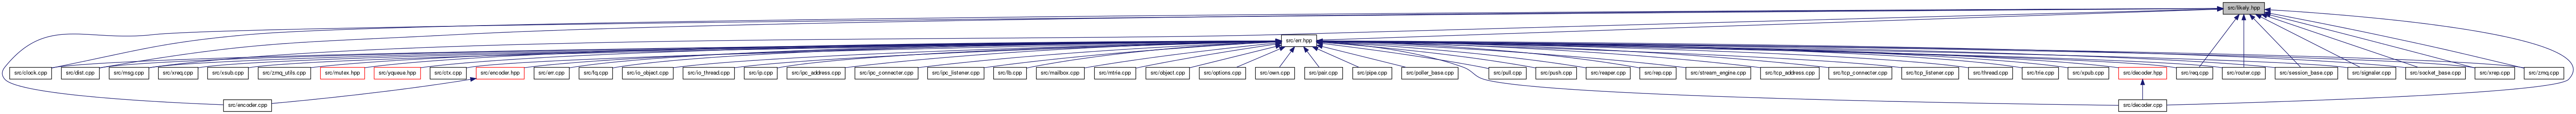 src/likely.hpp
src/err.hpp
src/clock.cpp
src/dist.cpp
src/msg.cpp
src/xreq.cpp
src/xsub.cpp
src/zmq_utils.cpp
src/mutex.hpp
src/yqueue.hpp
src/ctx.cpp
src/encoder.hpp
src/err.cpp
src/fq.cpp
src/io_object.cpp
src/io_thread.cpp
src/ip.cpp
src/ipc_address.cpp
src/ipc_connecter.cpp
src/ipc_listener.cpp
src/lb.cpp
src/mailbox.cpp
src/mtrie.cpp
src/object.cpp
src/options.cpp
src/own.cpp
src/pair.cpp
src/pipe.cpp
src/poller_base.cpp
src/pull.cpp
src/push.cpp
src/reaper.cpp
src/rep.cpp
src/stream_engine.cpp
src/tcp_address.cpp
src/tcp_connecter.cpp
src/tcp_listener.cpp
src/thread.cpp
src/trie.cpp
src/xpub.cpp
src/decoder.hpp
src/req.cpp
src/router.cpp
src/session_base.cpp
src/signaler.cpp
src/socket_base.cpp
src/xrep.cpp
src/zmq.cpp
src/encoder.cpp
src/decoder.cpp